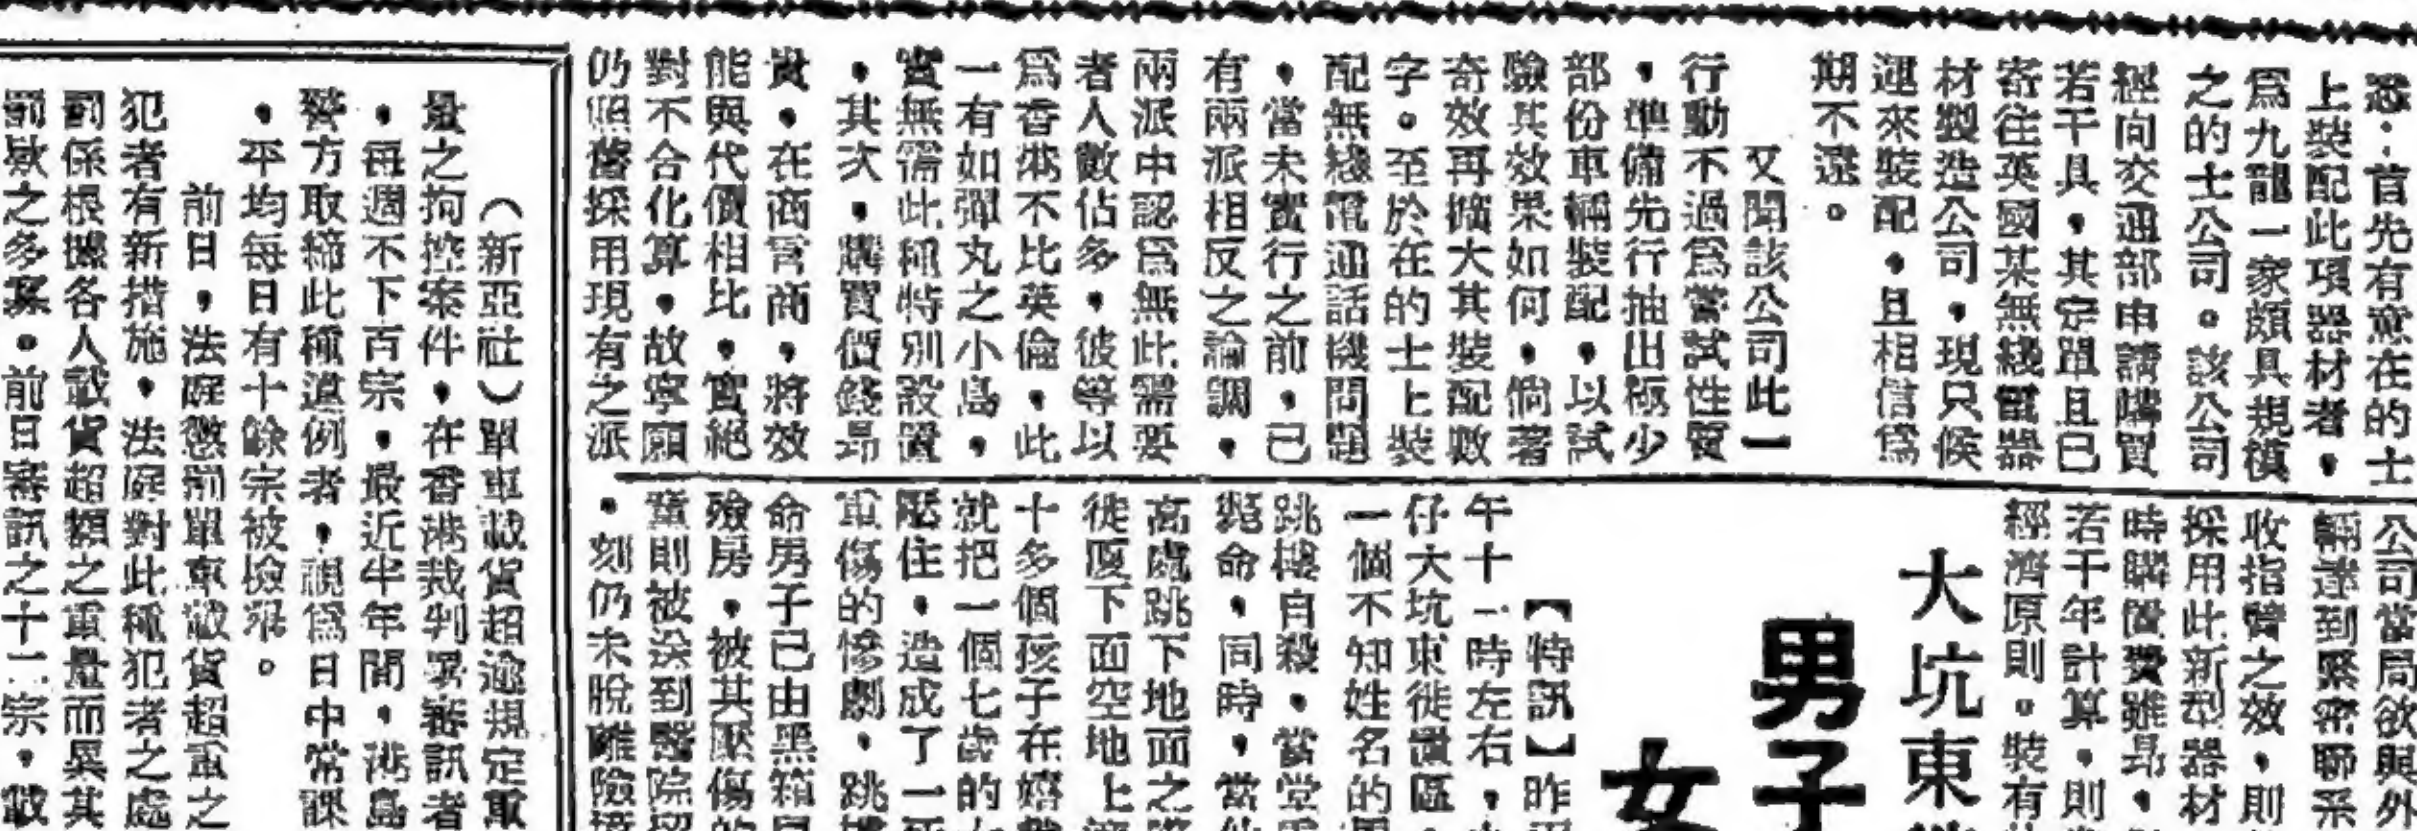 悉：首先有意在的士
上裝配此項器材者，
爲九龍一家頗具規模
之的士公司。該公司
經向交通部申請購買
若干具，其定單且已
寄往英國某無綫電器
材製造公司，現只候
運來裝配，且相信爲
期不遠。
又聞該公司此一
行動不過爲嘗試性質
，準備先行抽出極少
部份車輛裝配，以試
驗其效果如何，倘著
奇效再擴大其裝配數
字。至於在的士上裝
配無綫電通話機問題
，當未實行之前，已
有兩派相反之論調，
兩派中認爲無此需要
者人數佔多，彼等以
爲香港不比英倫，此
一有如彈丸之小島，
實無需此種特別設置
，其次，購買價錢昂
貴，在商言商，將效
能與代價相比，實絕
對不合化算，故寧願
仍照舊採用現有之派
公司當局欲與外
輛達到緊密聯系
收指臂之效，則
採用此新型器材
時購置費雖昂，
若干年計算，則
經濟原則。裝有
大坑東
男子
女
【特訊】昨
午十一時左右，
仔大坑東徙置區，
一個不知姓名的男
跳樓自殺，當堂
斃命，同時，當
高處跳下地面之
徙廈下面空地上
十多個孩子在嬉戲
就把一個七歲的
壓住，造成了一死
重傷的慘劇，跳樓
命男子已由黑箱
殮房，被其壓傷的
童則被送到醫院
，刻仍未脫離險境
（新亞社）單車載貨超逾規定重
量之拘控案件，在香港裁判署審訊者
，每週不下百宗，最近半年間，港島
警方取締此種違例者，視爲日中常課
，平均每日有十餘宗被檢舉。
前日，法庭懲罰單車載貨超重之
犯者有新措施，法庭對此種犯者之處
罰係根據各人載貨超額之重量而異其
罰欵之多寡。前日審訊之十二宗，載